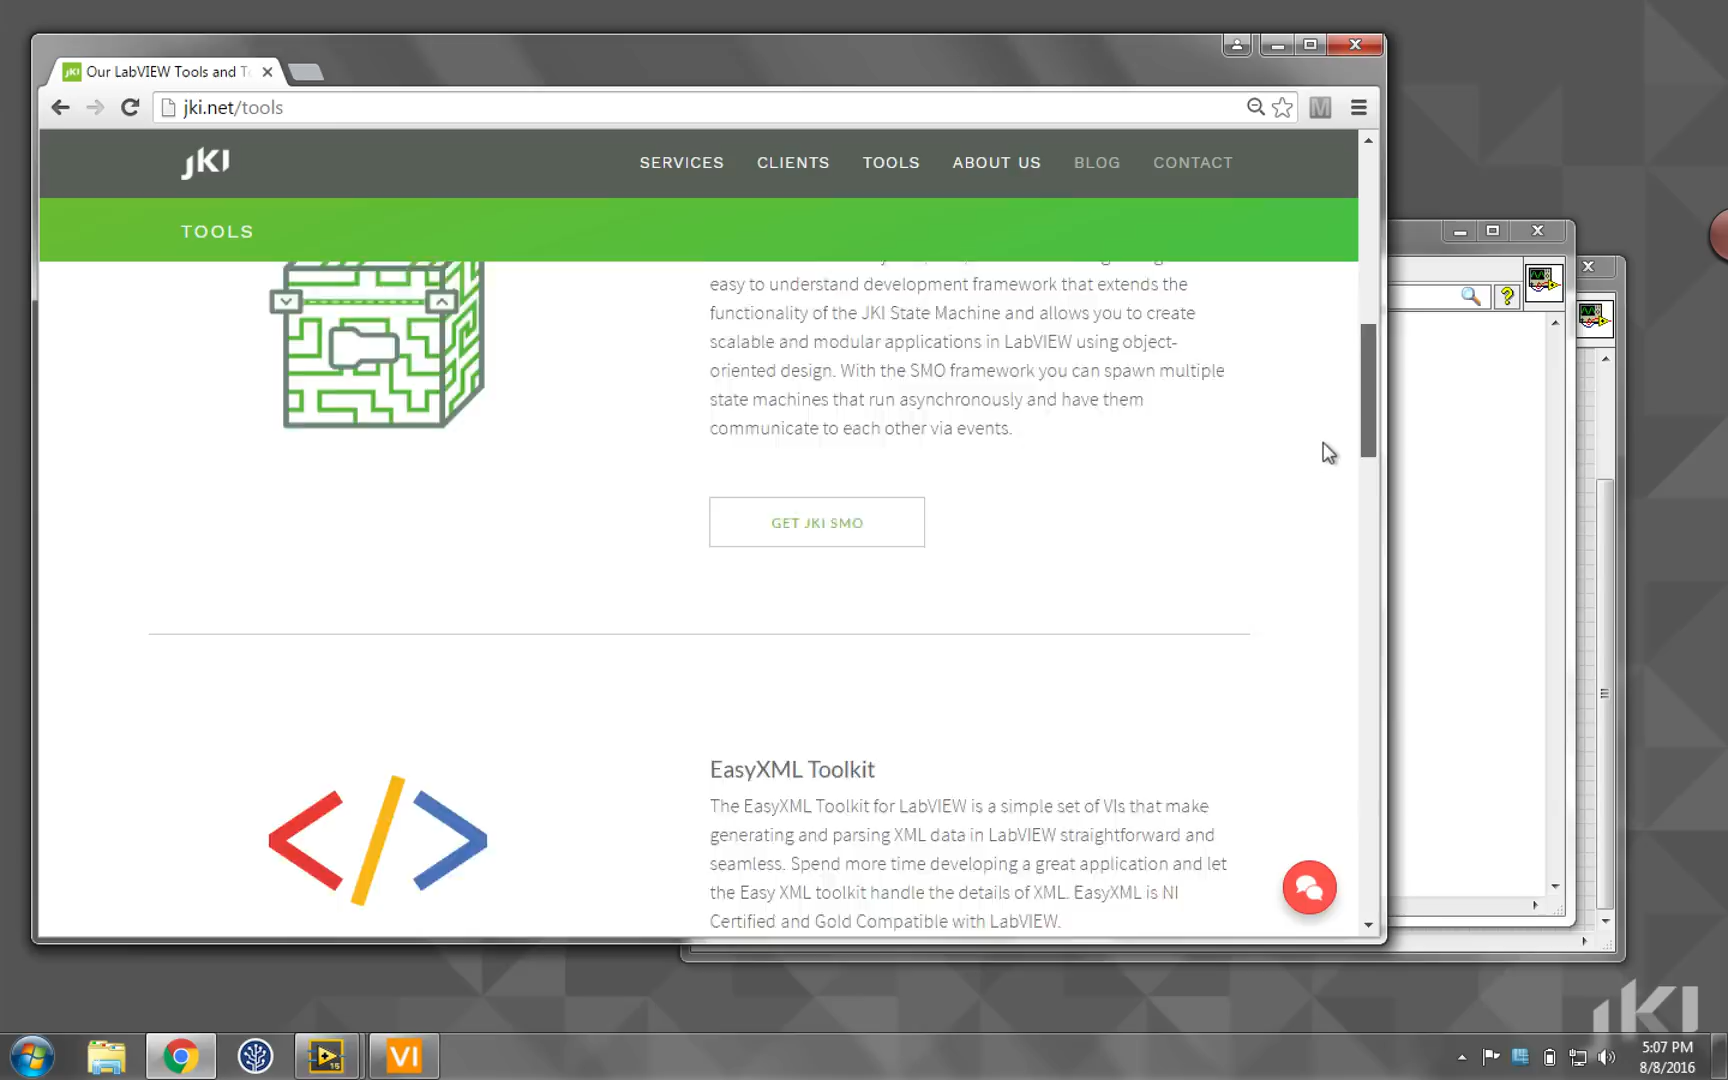 Our LabVIEW Tools and T
jki.net/tools
JKI
SERVICES CLIENTS TOOLS ABOUT US BLOG CONTACT
TOOLS
easy to understand development framework that extends the
functionality of the JKI State Machine and allows you to create
scalable and modular applications in LabVIEW using object-
oriented design. With the SMO framework you can spawn multiple
state machines that run asynchronously and have them
communicate to each other via events.
GET JKI SMO
EasyXML Toolkit
The EasyXML Toolkit for LabVIEW is a simple set of VIs that make
generating and parsing XML data in LabVIEW straightforward and
seamless. Spend more time developing a great application and let
the Easy XML toolkit handle the details of XML. EasyXML is NI
Certified and Gold Compatible with LabVIEW.
JKI
VI
5:07 PM
8/8/2016